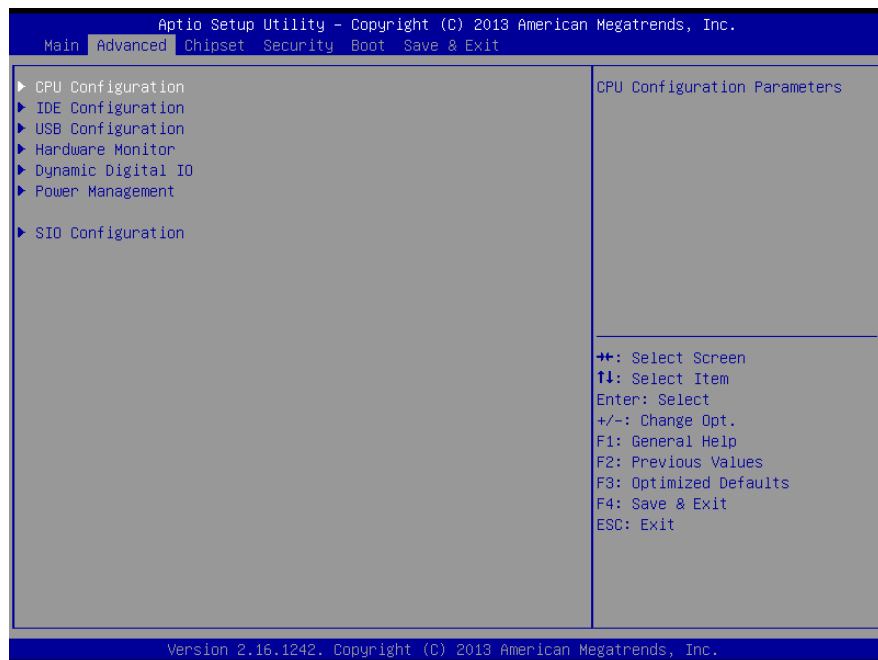 Aptio Setup Utility – Copyright (C) 2013 American Megatrends, Inc.
Main Advanced Chipset Security Boot Save & Exit
▶ CPU Configuration
▶ IDE Configuration
▶ USB Configuration
▶ Hardware Monitor
▶ Dynamic Digital IO
▶ Power Management
▶ SIO Configuration
CPU Configuration Parameters
→←: Select Screen
↑↓: Select Item
Enter: Select
+/-: Change Opt.
F1: General Help
F2: Previous Values
F3: Optimized Defaults
F4: Save & Exit
ESC: Exit
Version 2.16.1242. Copyright (C) 2013 American Megatrends, Inc.